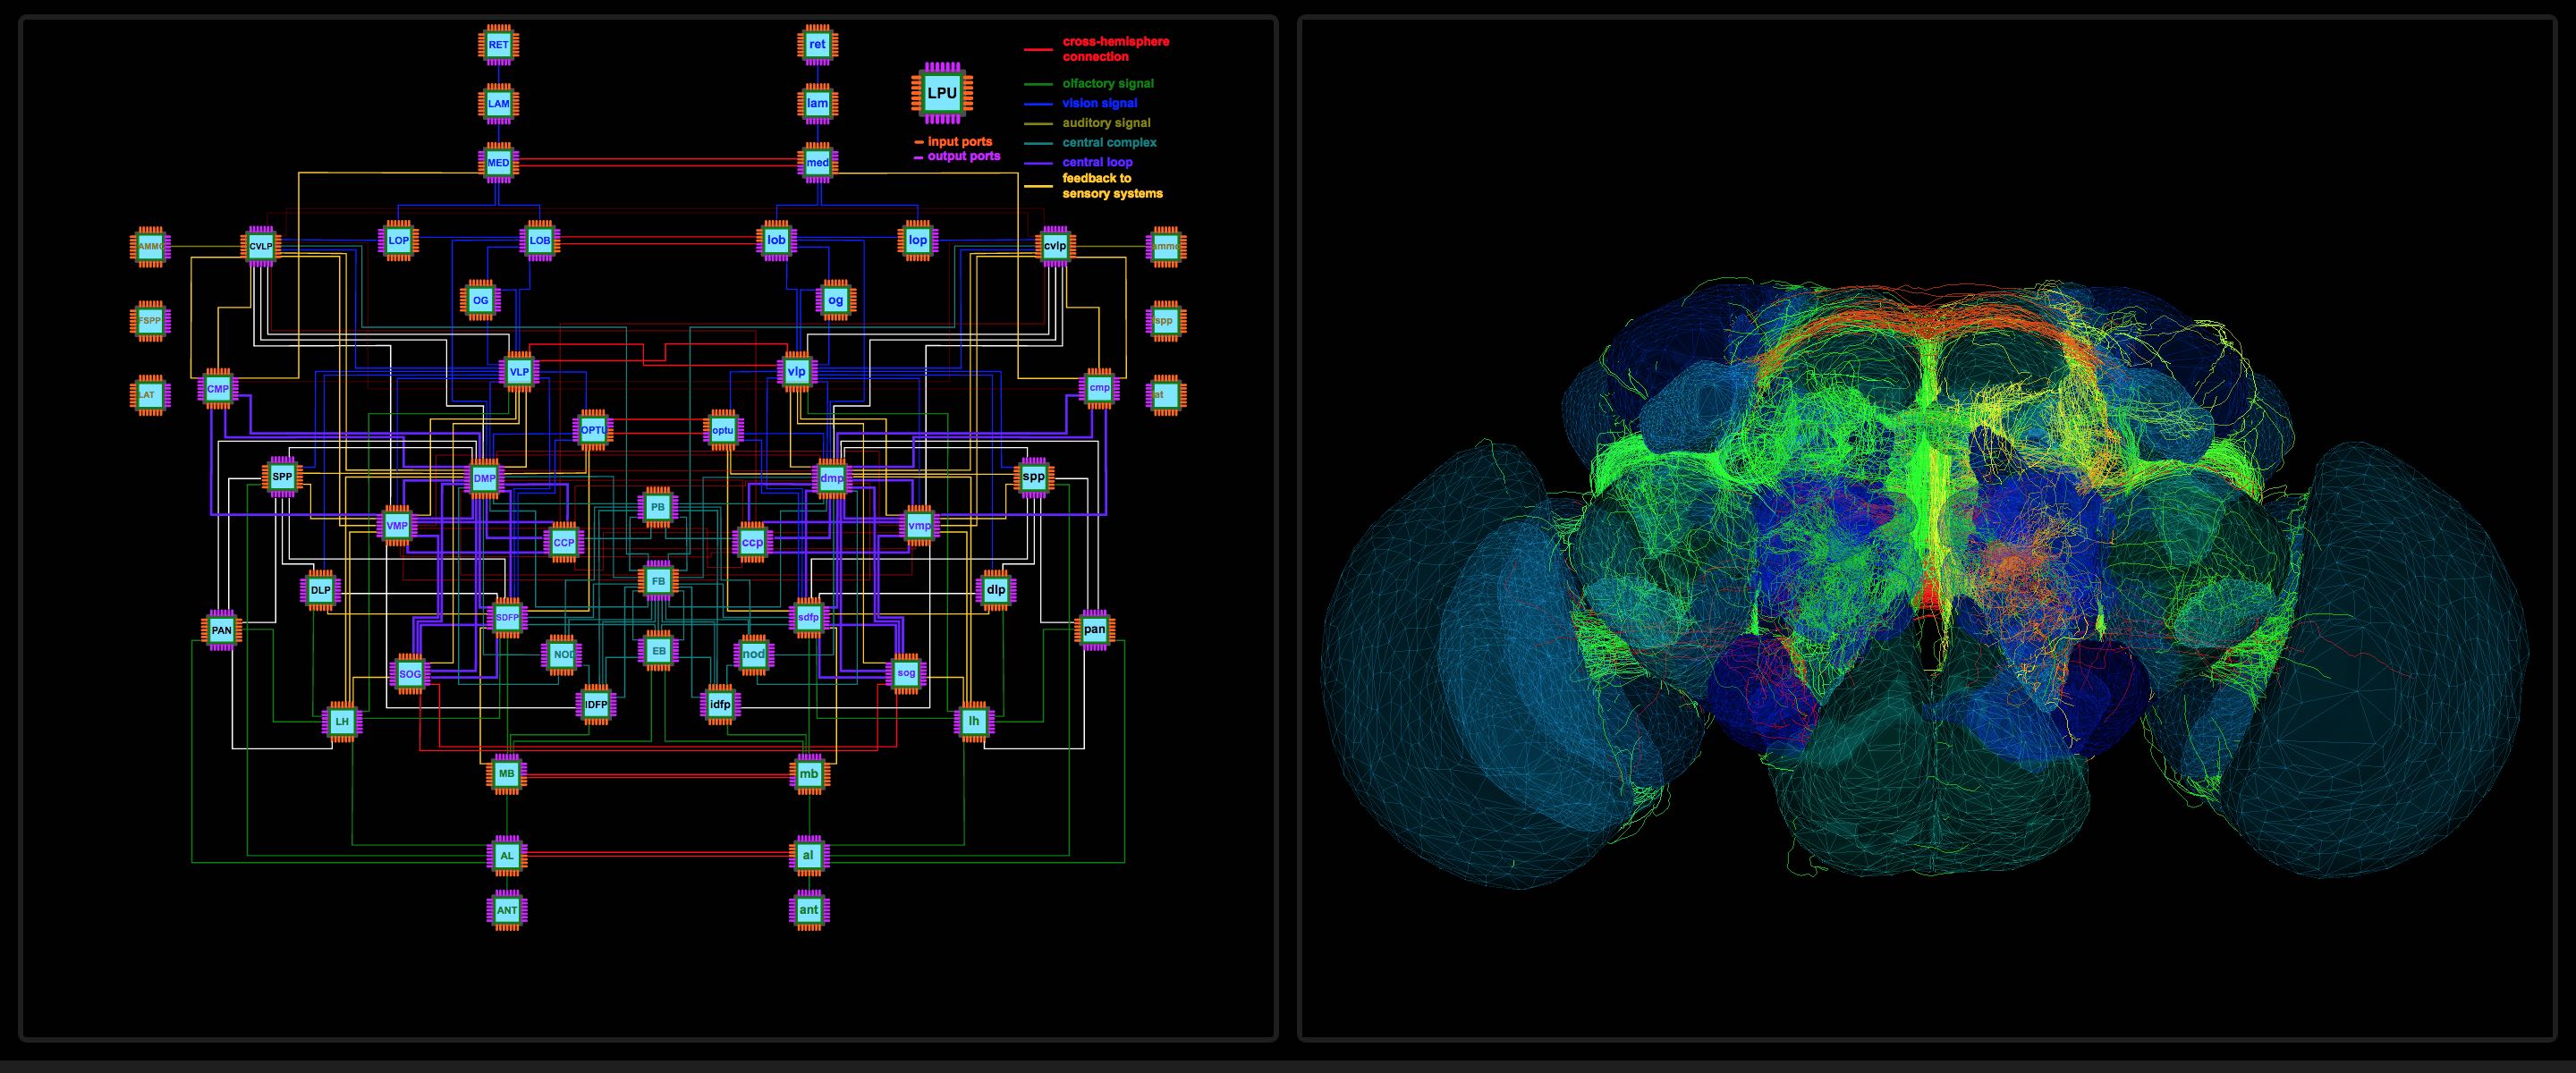 RET
ret
cross-hemisphere
connection
LAM
lam
LPU
olfactory signal
vision signal
auditory signal
input ports
output ports
central complex
MED
med
central loop
feedback to
sensory systems
AMMC
CVLP
LOP
LOB
lob
lop
cvlp
ammc
OG
og
FSPP
fspp
VLP
vlp
CMP
cmp
LAT
lat
OPTU
optu
SPP
DMP
dmp
spp
PB
VMP
vmp
CCP
ccp
FB
DLP
dlp
SDFP
sdfp
PAN
pan
NOD
EB
nod
SOG
sog
IDFP
idfp
LH
lh
MB
mb
AL
al
ANT
ant